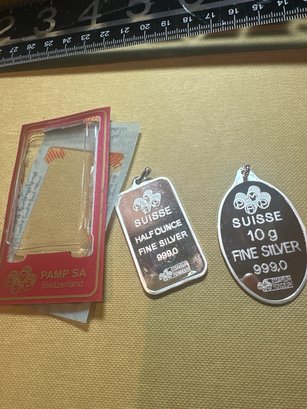 PAMP SA
Switzerland
SUISSE
HALF OUNCE
FINE SILVER
999.0
SUISSE
10 g
FINE SILVER
999.0